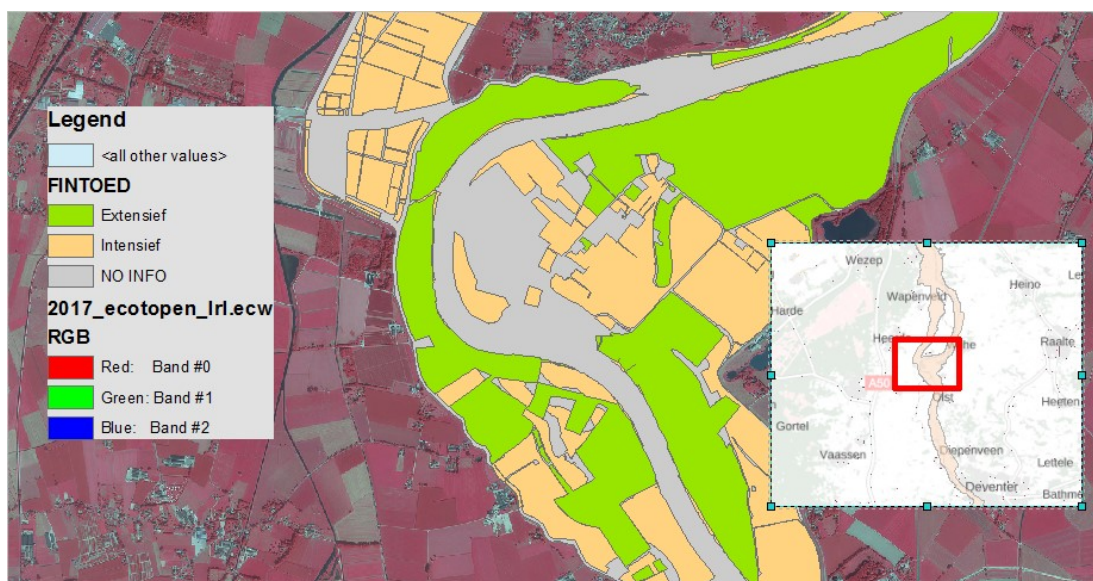 Legend
<all other values>
FINTOED
Extensief
Intensief
NO INFO
2017_ecotopen_lrl.ecw
RGB
Red: Band #0
Green: Band #1
Blue: Band #2
Wezep
Heino
Wapenveld
Harde
Raalte
A50
Olst
Heeten
Gortel
Vaassen
Diepenveen
Lettele
Deventer
Bathme